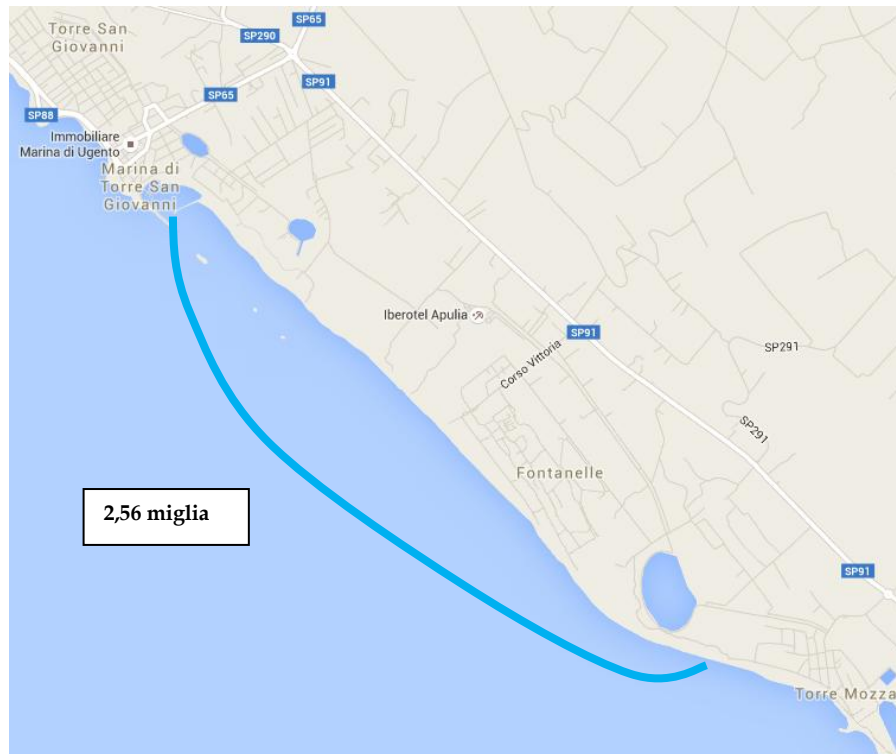 Torre San
Giovanni
SP290
SP65
SP91
SP65
SP88
Immobiliare
Marina di Ugento
Marina di
Torre San
Giovanni
Iberotel Apulia
SP91
SP291
Corso Vittoria
SP291
Fontanelle
2,56 miglia
SP91
Torre Mozza